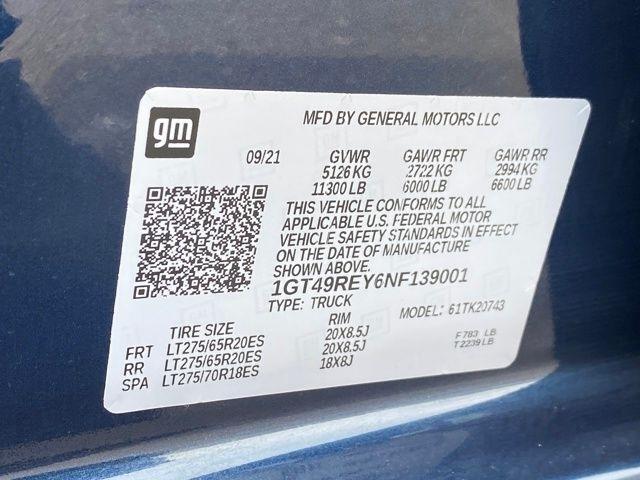 gm
MFD BY GENERAL MOTORS LLC
09/21 GVWR GAWR FRT GAWR RR
5126 KG 2722 KG 2994 KG
11300 LB 6000 LB 6600 LB
THIS VEHICLE CONFORMS TO ALL
APPLICABLE U.S. FEDERAL MOTOR
VEHICLE SAFETY STANDARDS IN EFFECT
ON THE DATE OF MANUFACTURE
SHOWN ABOVE.
1GT49REY6NF139001
TYPE: TRUCK MODEL: 61TK20743
TIRE SIZE RIM
FRT LT275/65R20ES 20X8.5J F783 LB
RR LT275/65R20ES 20X8.5J T2239 LB
SPA LT275/70R18ES 18X8J